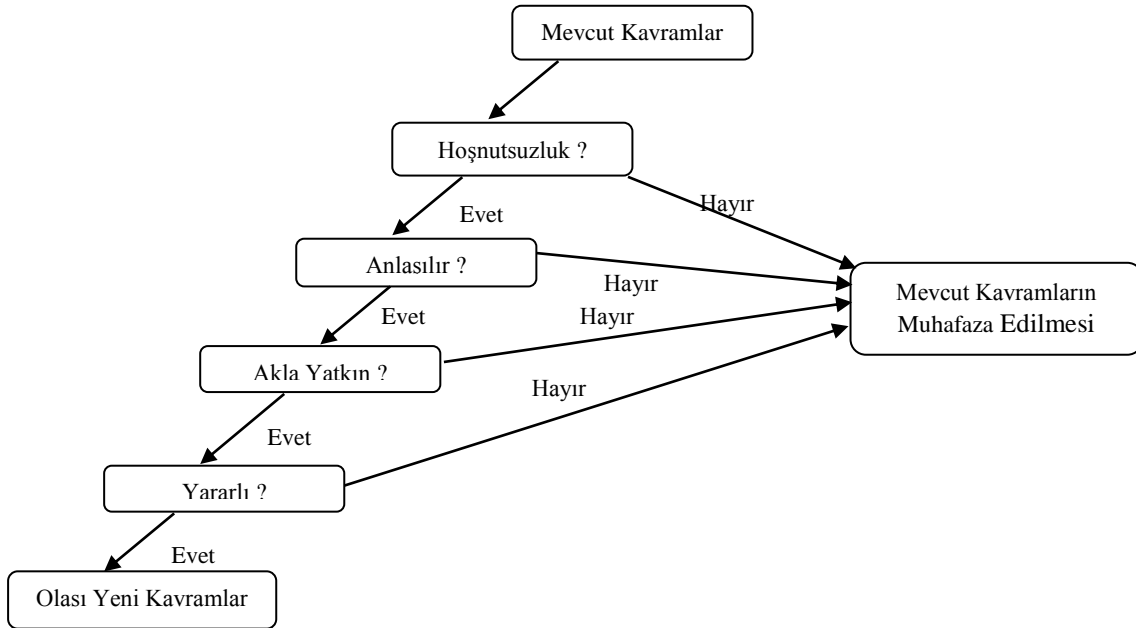 Mevcut Kavramlar
Hoşnutsuzluk ?
Hayır
Evet
Anlasılır ?
Hayır
Mevcut Kavramların
Muhafaza Edilmesi
Evet
Hayır
Akla Yatkın ?
Hayır
Evet
Yararlı ?
Evet
Olası Yeni Kavramlar